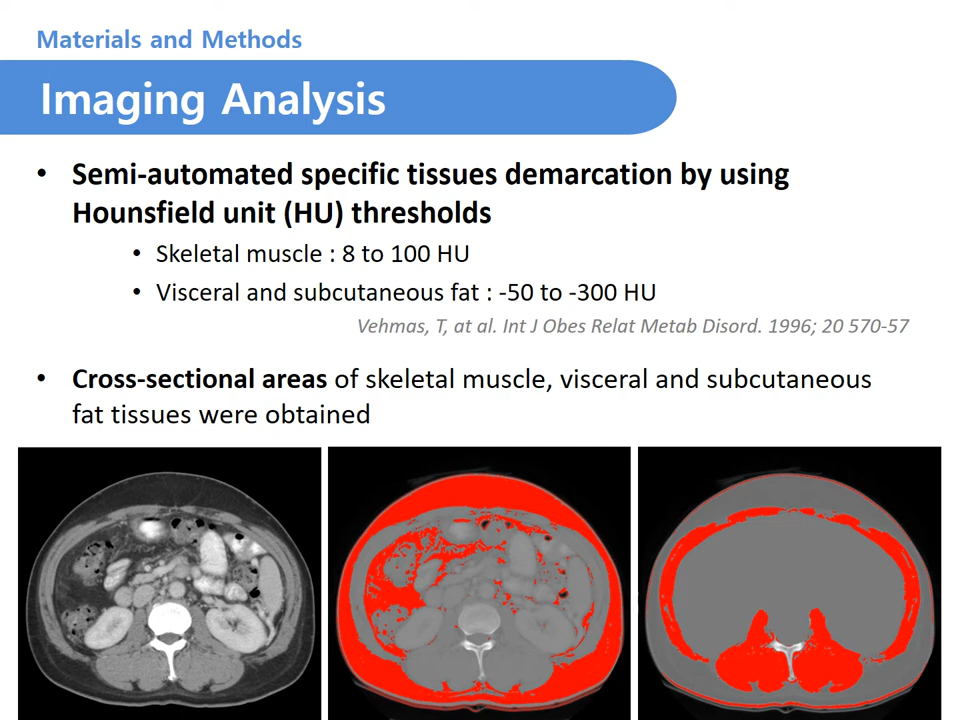 Materials and Methods
Imaging Analysis
• Semi-automated specific tissues demarcation by using
Hounsfield unit (HU) thresholds
• Skeletal muscle : 8 to 100 HU
• Visceral and subcutaneous fat : -50 to -300 HU
Vehmas, T, at al. Int J Obes Relat Metab Disord. 1996; 20 570-57
• Cross-sectional areas of skeletal muscle, visceral and subcutaneous
fat tissues were obtained